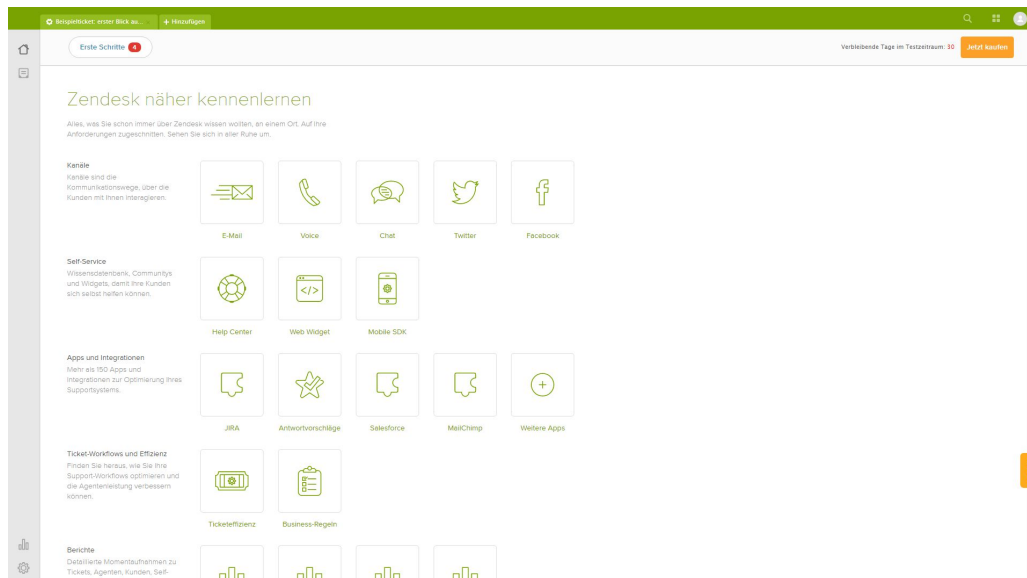 Beispielticket: erster Blick au...
+ Hinzufügen
Erste Schritte 4
Verbleibende Tage im Testzeitraum: 30
Jetzt kaufen
Zendesk näher kennenlernen
Alles, was Sie schon immer über Zendesk wissen wollten, an einem Ort. Auf Ihre
Anforderungen zugeschnitten. Sehen Sie sich in aller Ruhe um.
Kanäle
Kanäle sind die
Kommunikationswege, über die
Kunden mit Ihnen interagieren.
E-Mail
Voice
Chat
Twitter
Facebook
Self-Service
Wissensdatenbank, Communitys
und Widgets, damit Ihre Kunden
sich selbst helfen können.
Help Center
Web Widget
Mobile SDK
Apps und Integrationen
Mehr als 150 Apps und
Integrationen zur Optimierung Ihres
Supportsystems.
JIRA
Antwortvorschläge
Salesforce
MailChimp
Weitere Apps
Ticket-Workflows und Effizienz
Finden Sie heraus, wie Sie Ihre
Support-Workflows optimieren und
die Agentenleistung verbessern
können.
Ticketeffizienz
Business-Regeln
Berichte
Detaillierte Momentaufnahmen zu
Tickets, Agenten, Kunden, Self-